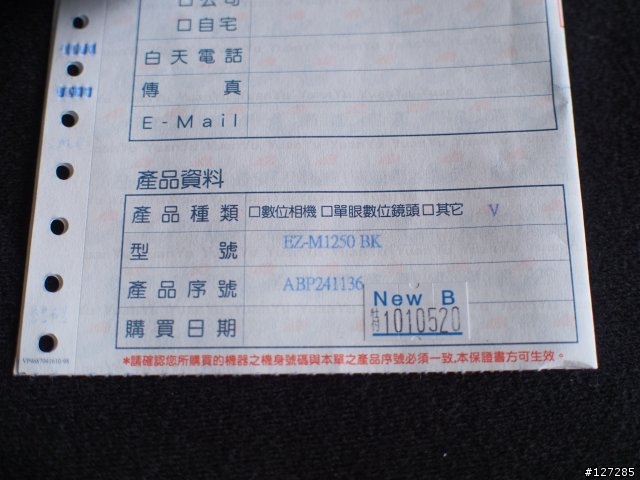 □公司
□自宅
白天電話
傳真
E-Mail
產品資料
產品種類 □數位相機 □單眼數位鏡頭 □其它 V
型號 EZ-M1250 BK
產品序號 ABP241136
New B
購買日期 特 1010520
*請確認您所購買的機器之機身號碼與本單之產品序號必須一致,本保證書方可生效。
#127285